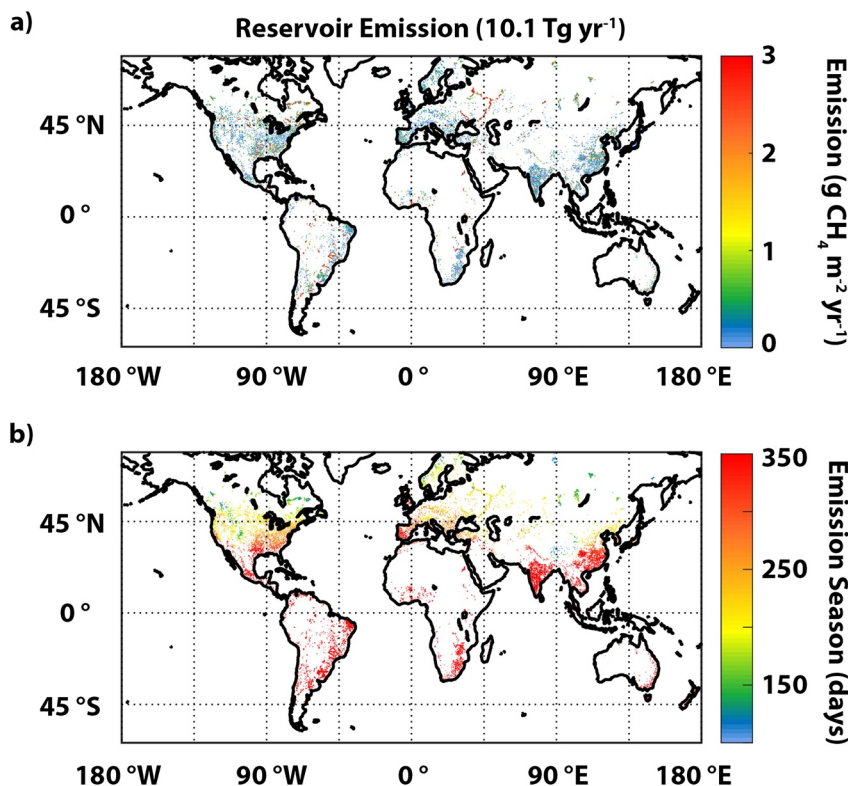 a)
Reservoir Emission (10.1 Tg yr⁻¹)
45 °N
0 °
45 °S
180 °W
90 °W
0 °
90 °E
180 °E
3
2
1
0
Emission (g CH₄ m⁻² yr⁻¹)
b)
45 °N
0 °
45 °S
180 °W
90 °W
0 °
90 °E
180 °E
350
250
150
Emission Season (days)